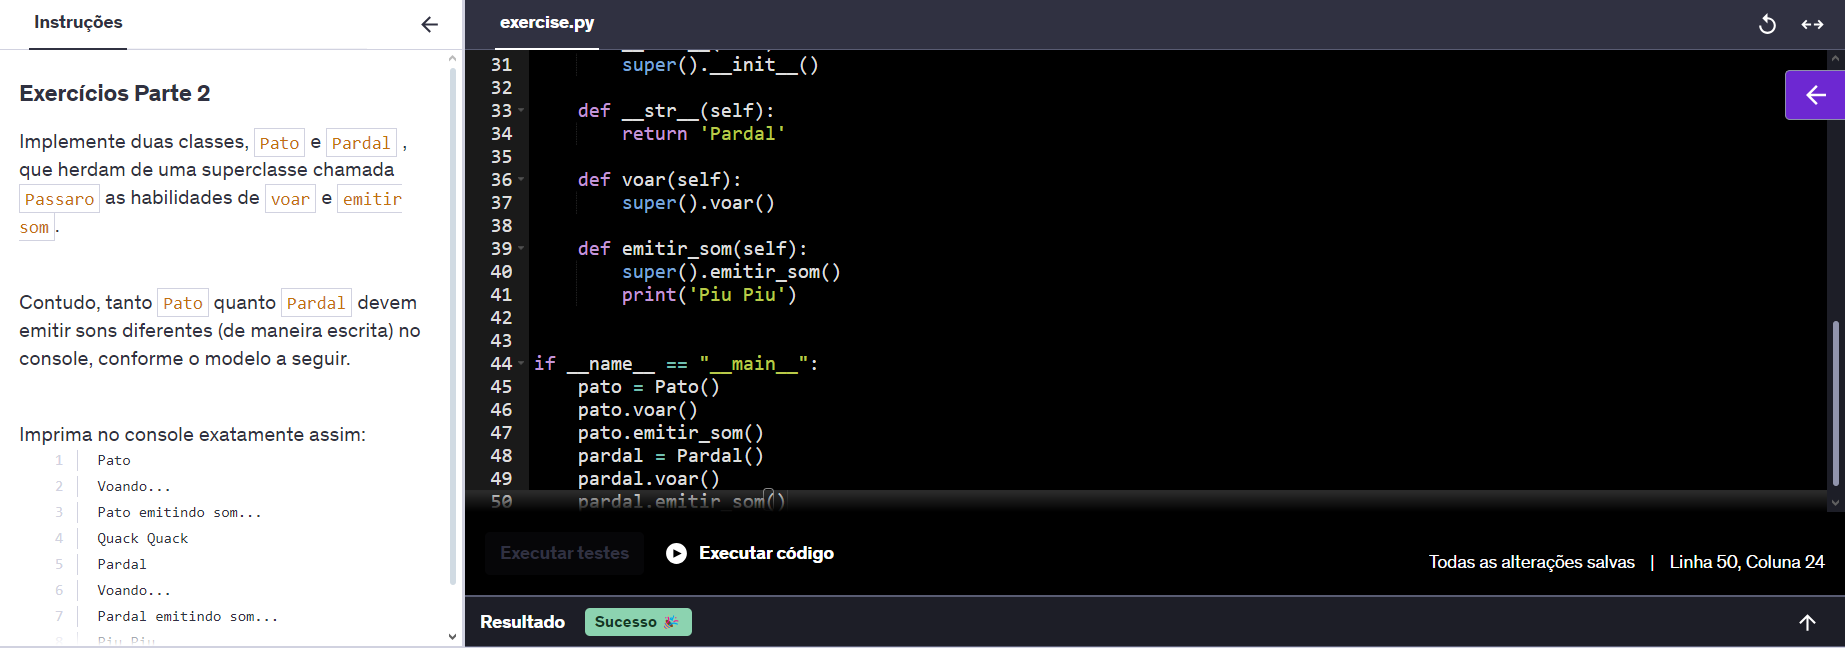 Instruções
Exercícios Parte 2
Implemente duas classes, Pato e Pardal ,
que herdam de uma superclasse chamada
Passaro as habilidades de voar e emitir
som.
Contudo, tanto Pato quanto Pardal devem
emitir sons diferentes (de maneira escrita) no
console, conforme o modelo a seguir.
Imprima no console exatamente assim:
1 Pato
2 Voando...
3 Pato emitindo som...
4 Quack Quack
5 Pardal
6 Voando...
7 Pardal emitindo som...
8 Piu Piu
exercise.py
31 super().__init__()
32
33 def __str__(self):
34 return 'Pardal'
35
36 def voar(self):
37 super().voar()
38
39 def emitir_som(self):
40 super().emitir_som()
41 print('Piu Piu')
42
43
44 if __name__ == "__main__":
45 pato = Pato()
46 pato.voar()
47 pato.emitir_som()
48 pardal = Pardal()
49 pardal.voar()
50 pardal.emitir_som()
Executar testes
Executar código
Todas as alterações salvas | Linha 50, Coluna 24
Resultado
Sucesso 🎉